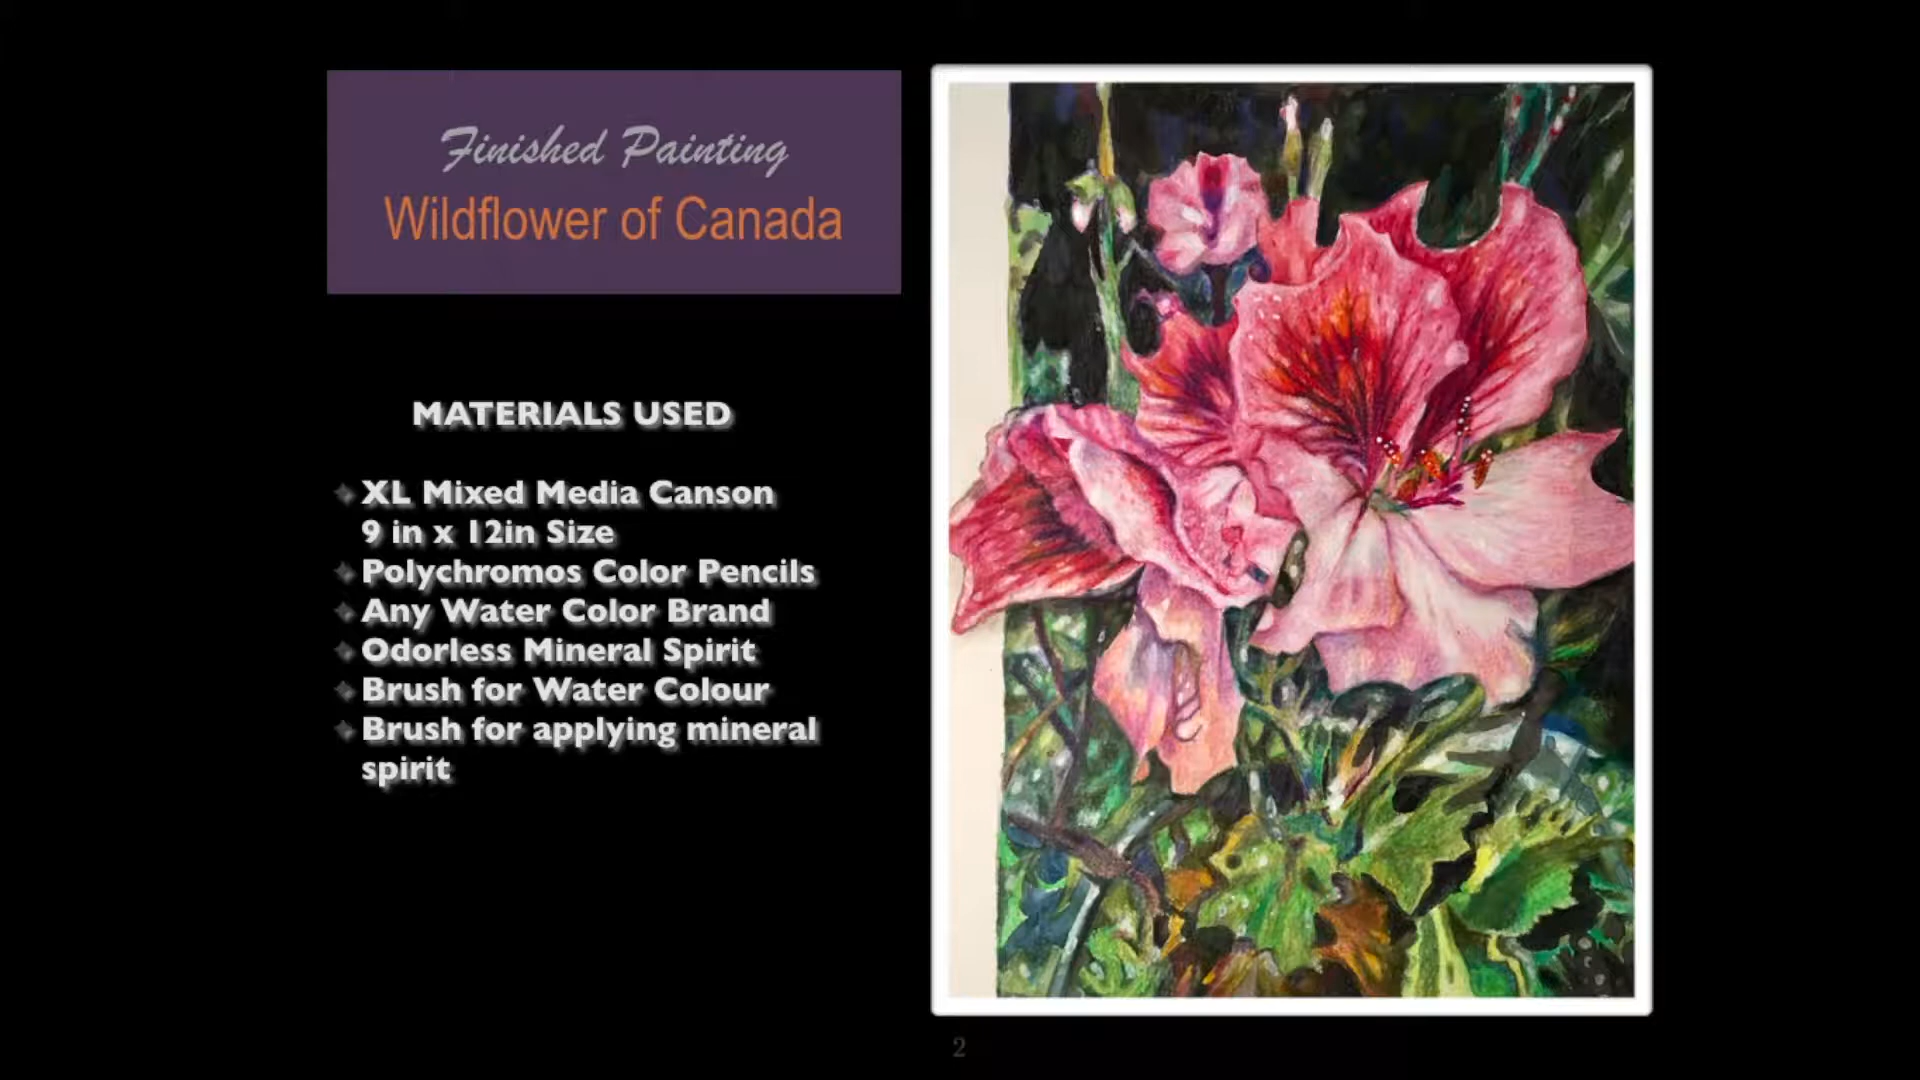 Finished Painting
Wildflower of Canada
MATERIALS USED
XL Mixed Media Canson
9 in x 12in Size
Polychromos Color Pencils
Any Water Color Brand
Odorless Mineral Spirit
Brush for Water Colour
Brush for applying mineral
spirit
2